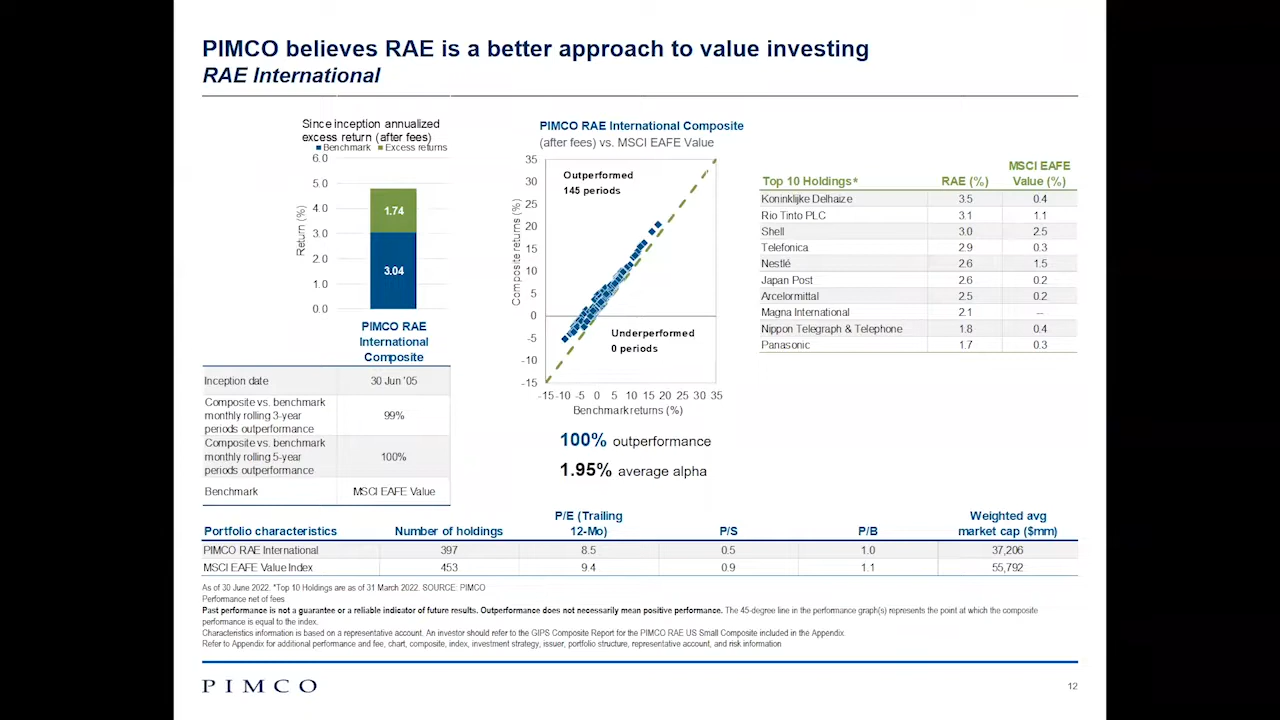 PIMCO believes RAE is a better approach to value investing
RAE International
Since inception annualized
excess return (after fees)
Benchmark Excess returns
6.0
5.0
4.0
3.0
2.0
1.0
0.0
Return (%)
1.74
3.04
PIMCO RAE
International
Composite
Inception date 30 Jun '05
Composite vs. benchmark
monthly rolling 3-year
periods outperformance
99%
Composite vs. benchmark
monthly rolling 5-year
periods outperformance
100%
Benchmark MSCI EAFE Value
PIMCO RAE International Composite
(after fees) vs. MSCI EAFE Value
35
30
25
20
15
10
5
0
-5
-10
-15
Composite returns (%)
Outperformed
145 periods
Underperformed
0 periods
-15 -10 -5 0 5 10 15 20 25 30 35
Benchmark returns (%)
100% outperformance
1.95% average alpha
MSCI EAFE
Top 10 Holdings* RAE (%) Value (%)
Koninklijke Delhaize 3.5 0.4
Rio Tinto PLC 3.1 1.1
Shell 3.0 2.5
Telefonica 2.9 0.3
Nestlé 2.6 1.5
Japan Post 2.6 0.2
Arcelormittal 2.5 0.2
Magna International 2.1 --
Nippon Telegraph & Telephone 1.8 0.4
Panasonic 1.7 0.3
P/E (Trailing Weighted avg
Portfolio characteristics Number of holdings 12-Mo) P/S P/B market cap ($mm)
PIMCO RAE International 397 8.5 0.5 1.0 37,206
MSCI EAFE Value Index 453 9.4 0.9 1.1 55,792
As of 30 June 2022. *Top 10 Holdings are as of 31 March 2022. SOURCE: PIMCO
Performance net of fees
Past performance is not a guarantee or a reliable indicator of future results. Outperformance does not necessarily mean positive performance. The 45-degree line in the performance graph(s) represents the point at which the composite
performance is equal to the index.
Characteristics information is based on a representative account. An investor should refer to the GIPS Composite Report for the PIMCO RAE US Small Composite included in the Appendix.
Refer to Appendix for additional performance and fee, chart, composite, index, investment strategy, issuer, portfolio structure, representative account, and risk information
PIMCO
12